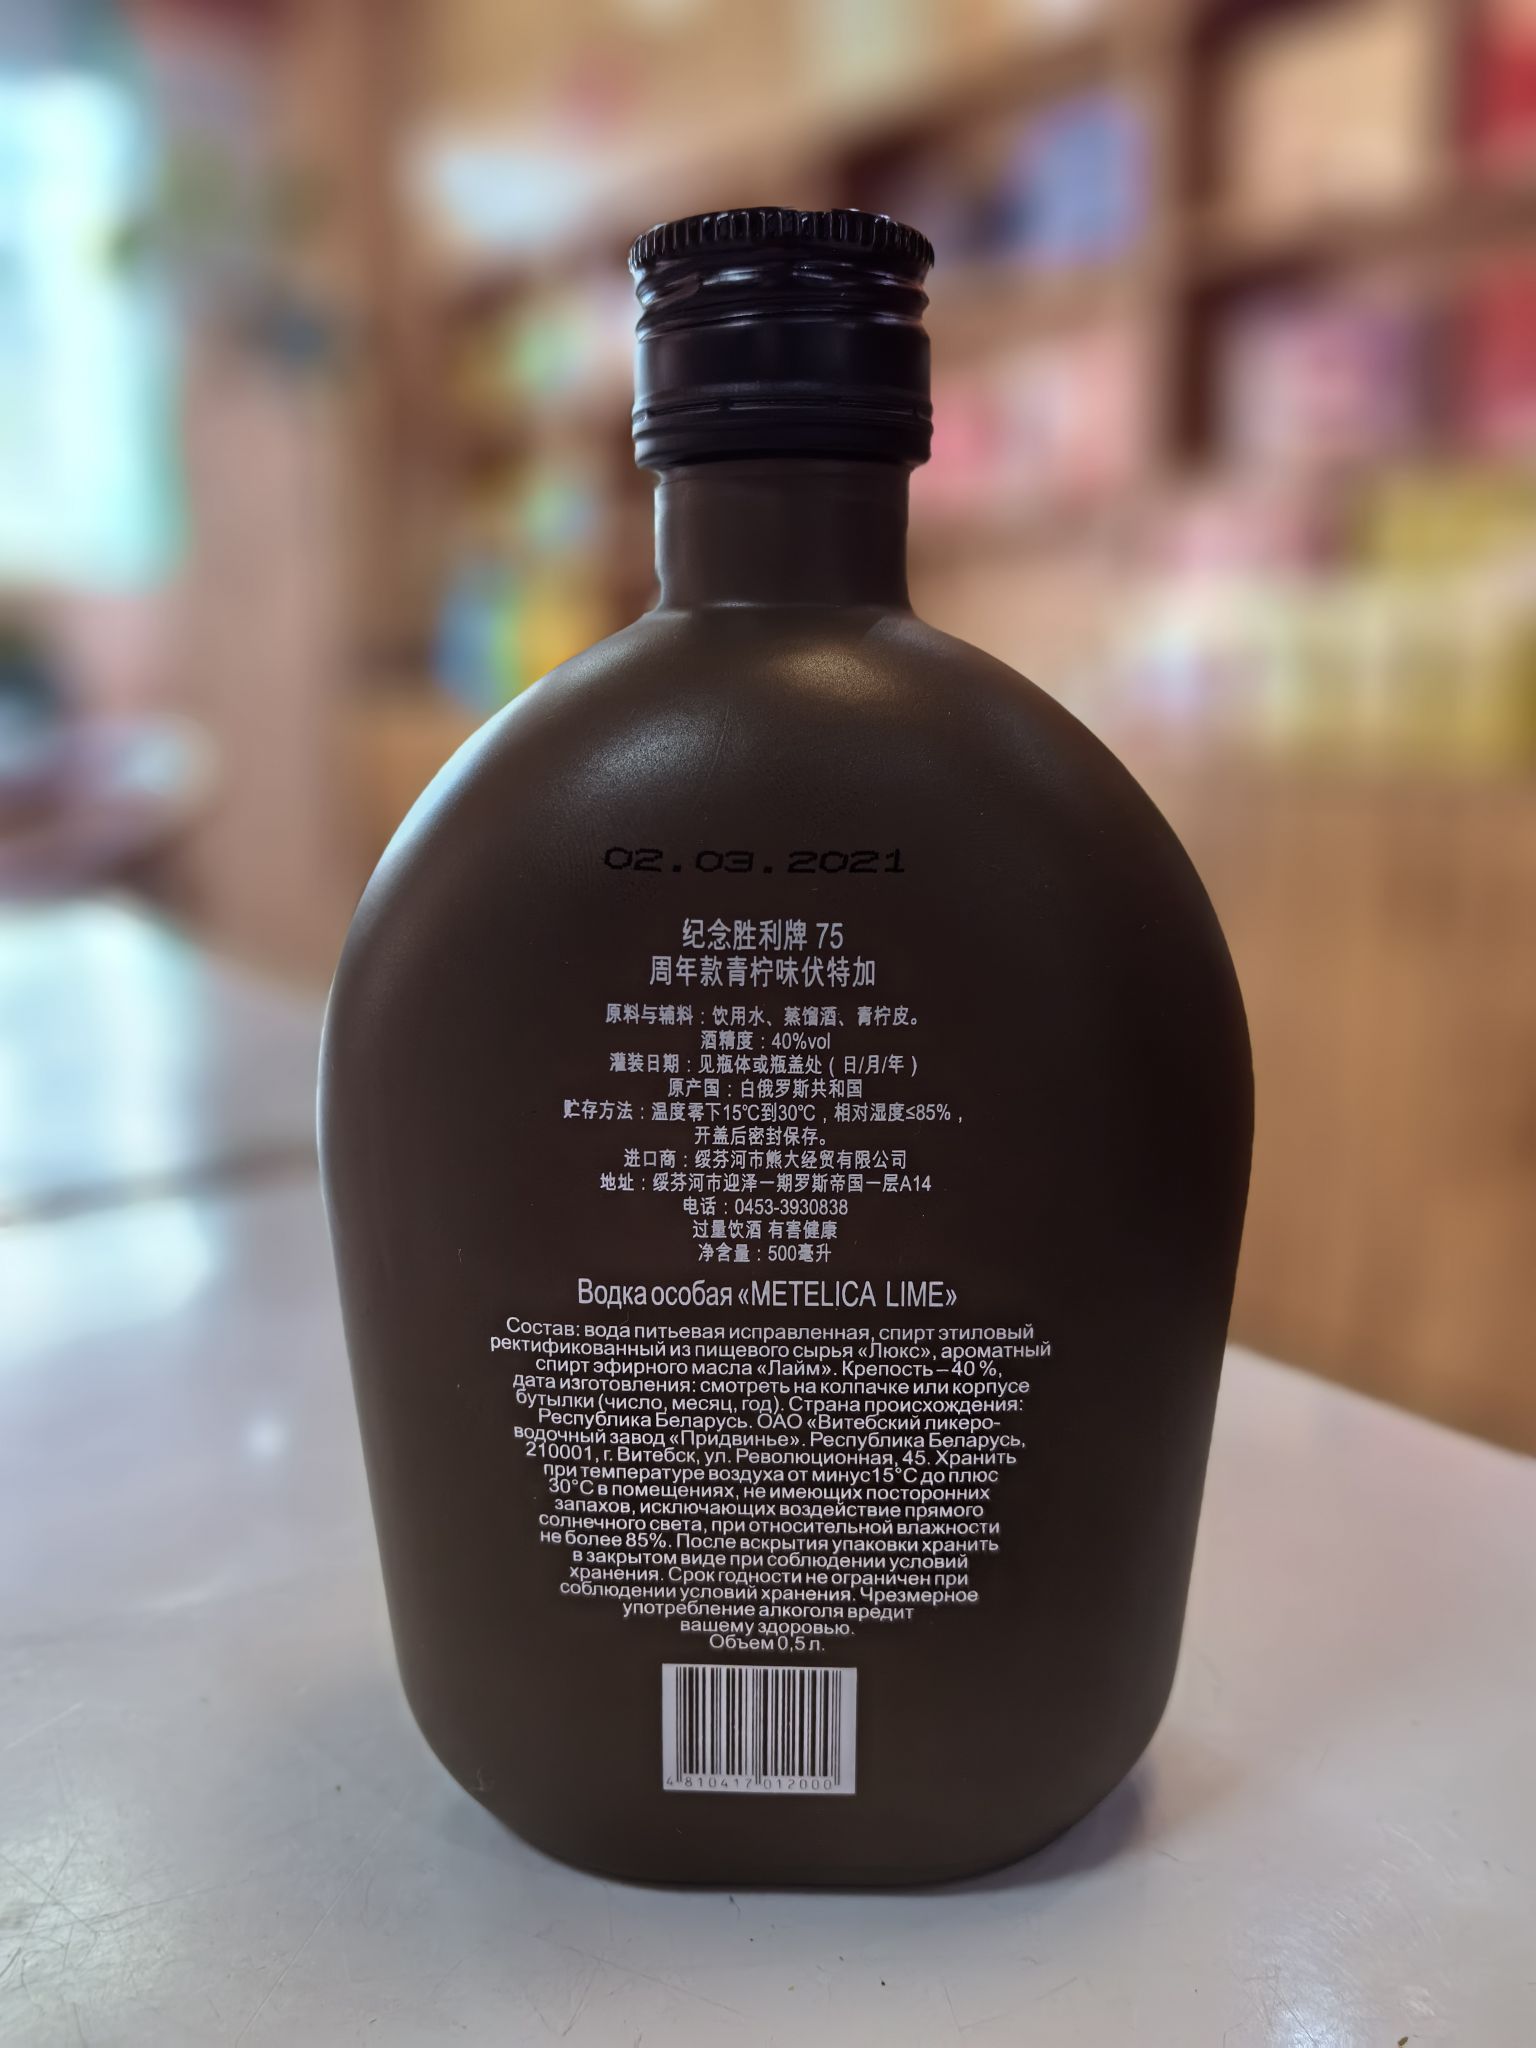 02.03.2021
纪念胜利牌 75
周年款青柠味伏特加
原料与辅料：饮用水、蒸馏酒、青柠皮。
酒精度：40%vol
灌装日期：见瓶体或瓶盖处（日/月/年）
原产国：白俄罗斯共和国
贮存方法：温度零下15℃到30℃，相对湿度≤85%，
开盖后密封保存。
进口商：绥芬河市熊大经贸有限公司
地址：绥芬河市迎泽一期罗斯帝国一层A14
电话：0453-3930838
过量饮酒 有害健康
净含量：500毫升
Водка особая «METELICA LIME»
Состав: вода питьевая исправленная, спирт этиловый
ректификованный из пищевого сырья «Люкс», ароматный
спирт эфирного масла «Лайм». Крепость – 40 %,
дата изготовления: смотреть на колпачке или корпусе
бутылки (число, месяц, год). Страна происхождения:
Республика Беларусь. ОАО «Витебский ликеро-
водочный завод «Придвинье». Республика Беларусь,
210001, г. Витебск, ул. Революционная, 45. Хранить
при температуре воздуха от минус15°C до плюс
30°C в помещениях, не имеющих посторонних
запахов, исключающих воздействие прямого
солнечного света, при относительной влажности
не более 85%. После вскрытия упаковки хранить
в закрытом виде при соблюдении условий
хранения. Срок годности не ограничен при
соблюдении условий хранения. Чрезмерное
употребление алкоголя вредит
вашему здоровью.
Объем 0,5 л.
4 810417 012000